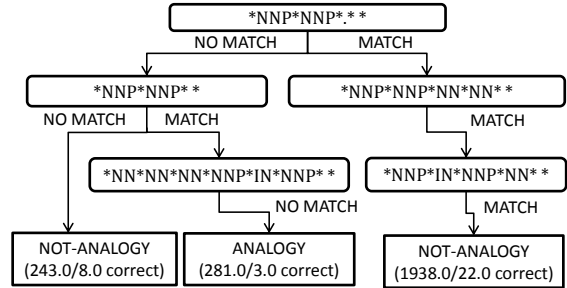 *NNP*NNP*.* *
NO MATCH MATCH
*NNP*NNP* * *NNP*NNP*NN*NN* *
NO MATCH MATCH MATCH
*NN*NN*NN*NNP*IN*NNP* * *NNP*IN*NNP*NN* *
NO MATCH MATCH
NOT-ANALOGY ANALOGY NOT-ANALOGY
(243.0/8.0 correct) (281.0/3.0 correct) (1938.0/22.0 correct)